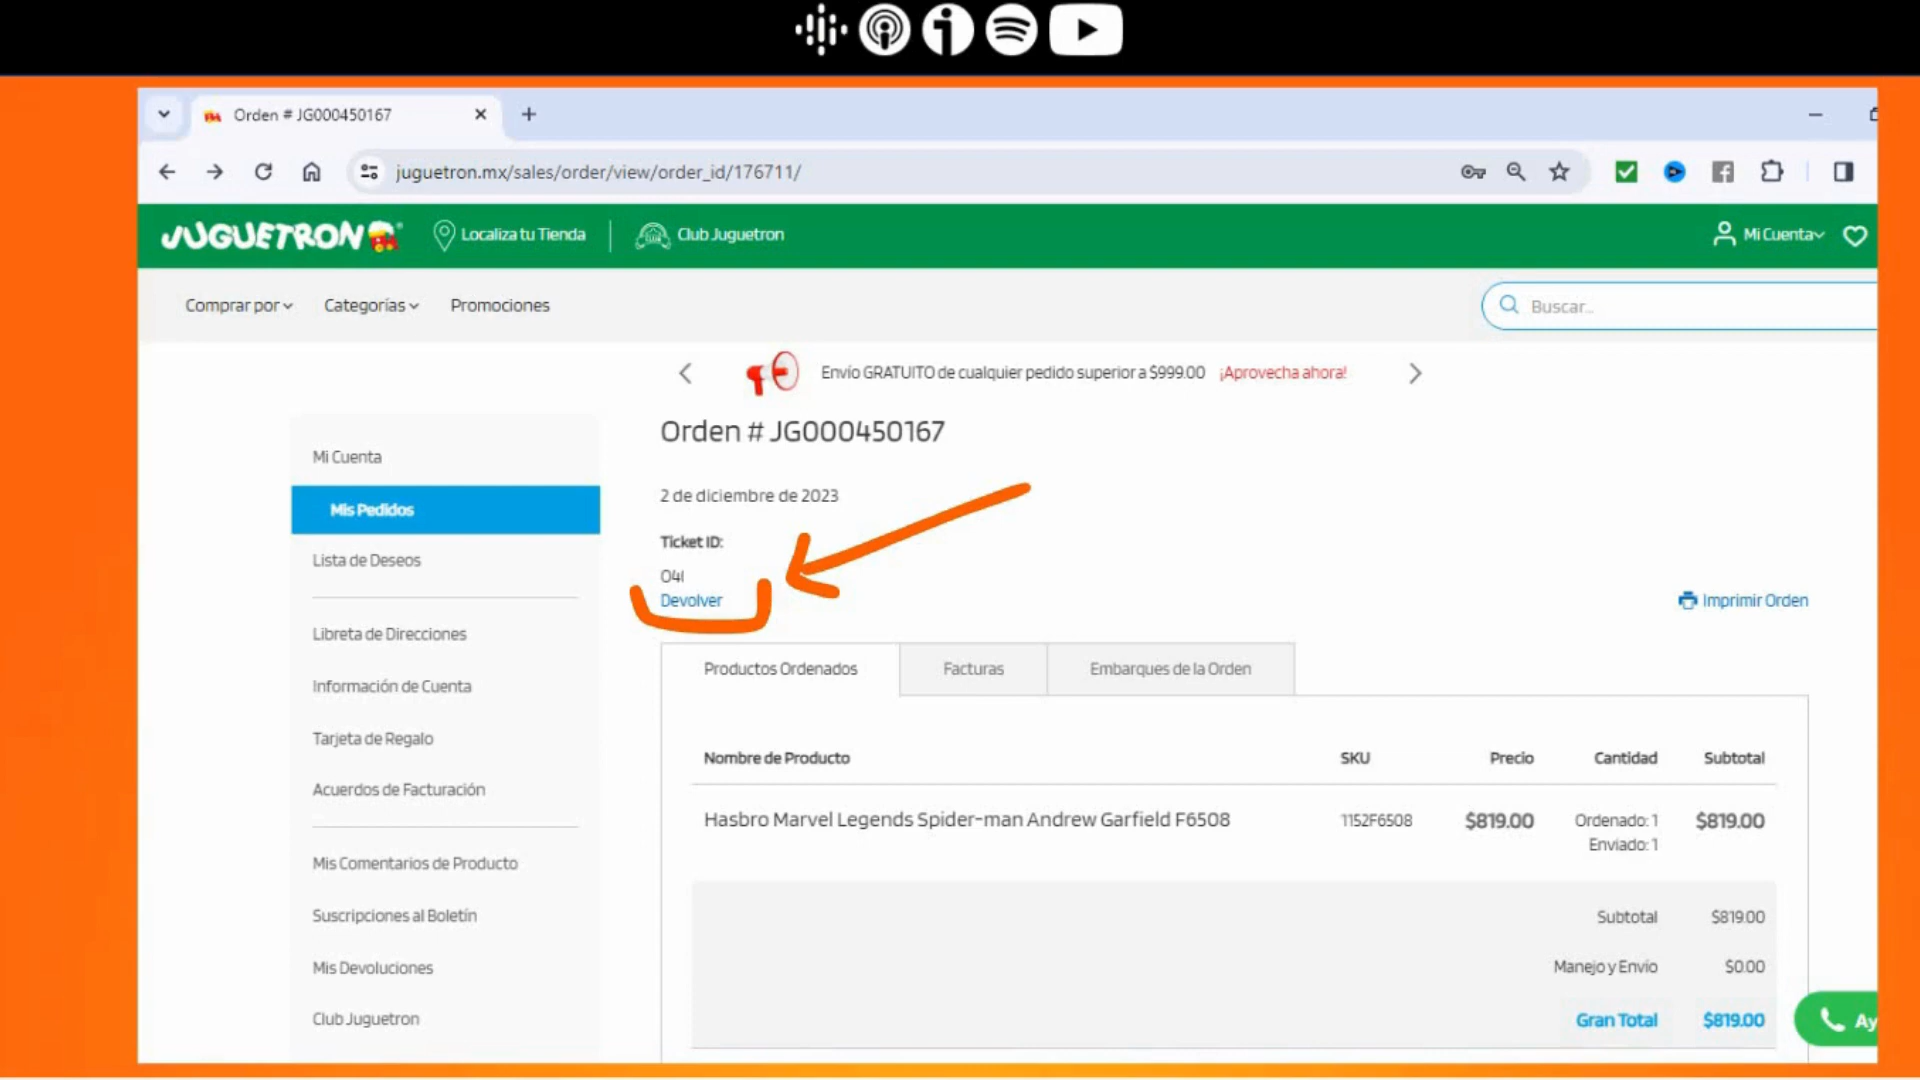 Orden # JG000450167
juguetron.mx/sales/order/view/order_id/176711/
JUGUETRON
Localiza tu Tienda
Club Juguetron
Mi Cuenta
Comprar por
Categorías
Promociones
Buscar...
Envío GRATUITO de cualquier pedido superior a $999.00 ¡Aprovecha ahora!
Orden # JG000450167
Mi Cuenta
Mis Pedidos
Lista de Deseos
Libreta de Direcciones
Información de Cuenta
Tarjeta de Regalo
Acuerdos de Facturación
Mis Comentarios de Producto
Suscripciones al Boletín
Mis Devoluciones
Club Juguetron
2 de diciembre de 2023
Ticket ID:
Devolver
Imprimir Orden
Productos Ordenados
Facturas
Embarques de la Orden
Nombre de Producto SKU Precio Cantidad Subtotal
Hasbro Marvel Legends Spider-man Andrew Garfield F6508 1152F6508 $819.00 Ordenado: 1 $819.00
Enviado: 1
Subtotal $819.00
Manejo y Envío $0.00
Gran Total $819.00
Ay